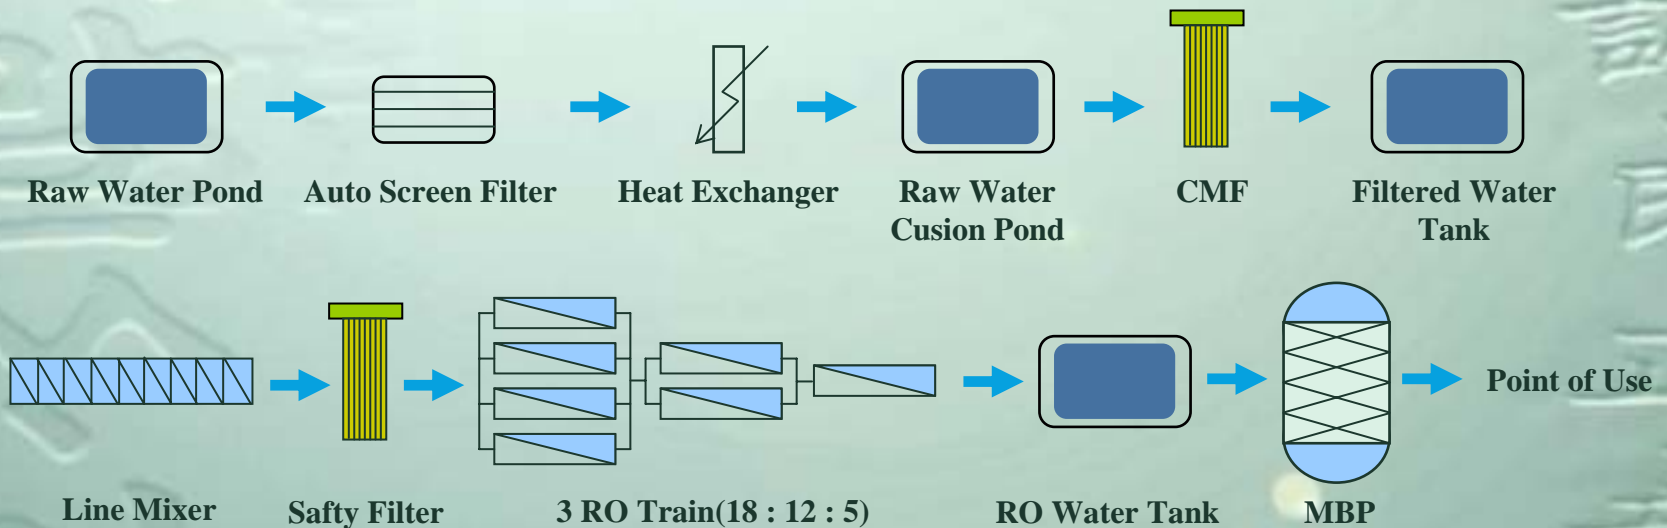 Raw Water Pond
Auto Screen Filter
Heat Exchanger
Raw Water
Cusion Pond
CMF
Filtered Water
Tank
Line Mixer
Safty Filter
3 RO Train(18 : 12 : 5)
RO Water Tank
MBP
Point of Use